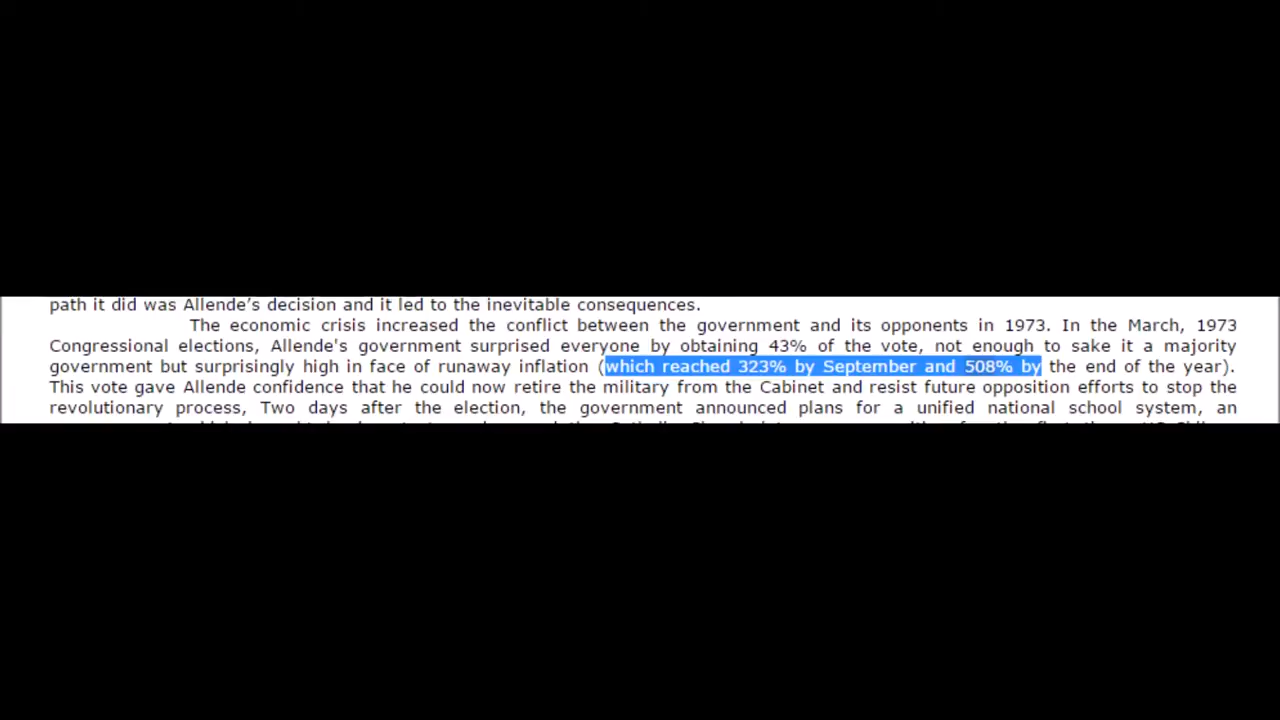 path it did was Allende’s decision and it led to the inevitable consequences.
The economic crisis increased the conflict between the government and its opponents in 1973. In the March, 1973
Congressional elections, Allende's government surprised everyone by obtaining 43% of the vote, not enough to sake it a majority
government but surprisingly high in face of runaway inflation (which reached 323% by September and 508% by the end of the year).
This vote gave Allende confidence that he could now retire the military from the Cabinet and resist future opposition efforts to stop the
revolutionary process, Two days after the election, the government announced plans for a unified national school system, an